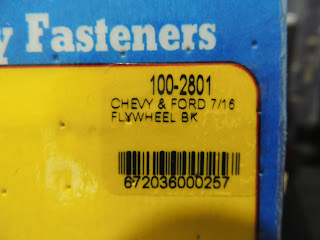 y Fasteners
100-2801
CHEVY & FORD 7/16
FLYWHEEL BK
672036000257